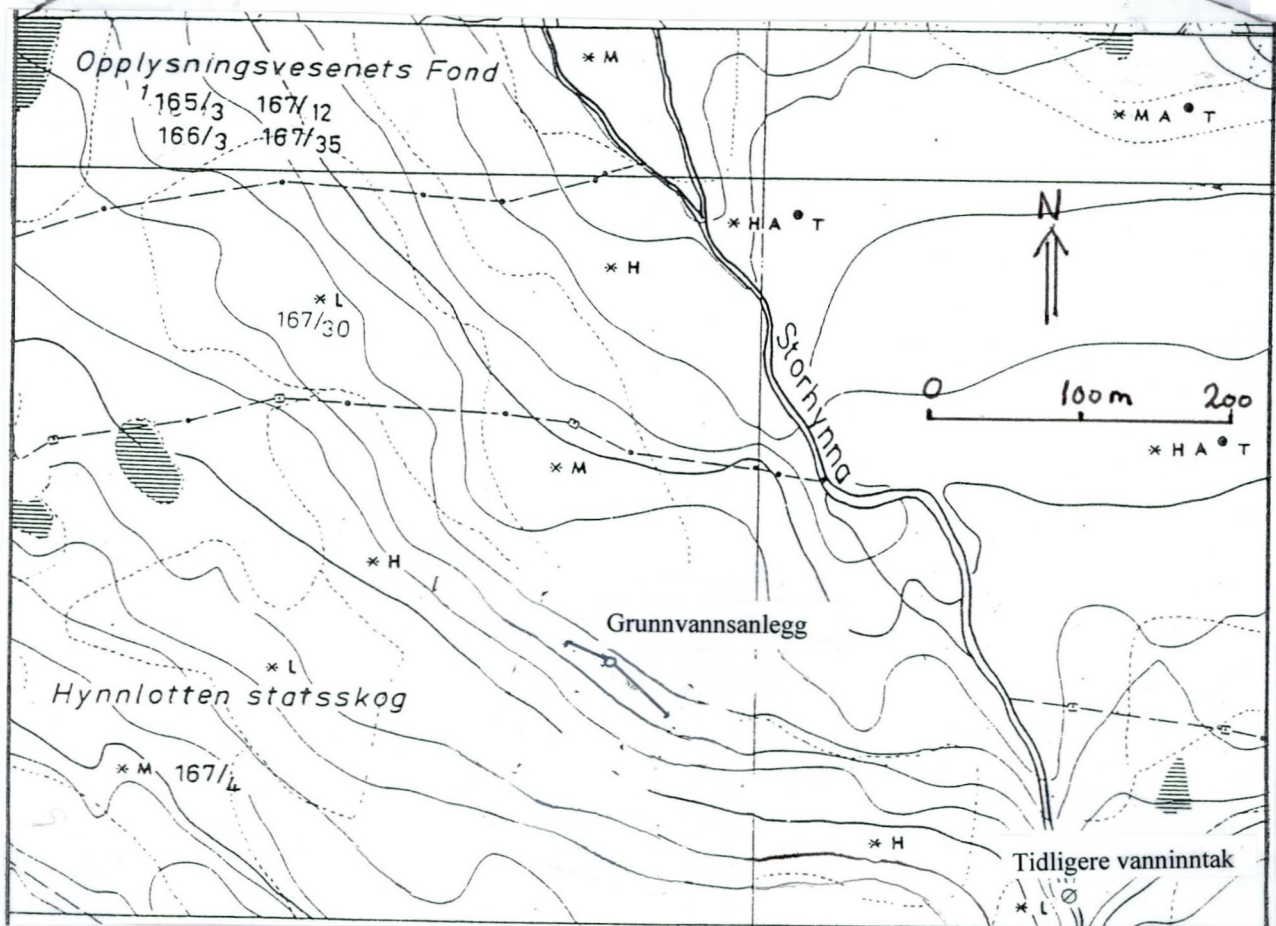 Opplysningsvesenets Fond
165/3 167/12
166/3 167/35
M
M A T
N
H A T
H
L
167/30
Storhynna
0 100m 200
H A T
M
H
Grunnvannsanlegg
L
Hynnlotten statsskog
M 167/4
H
Tidligere vanninntak
L